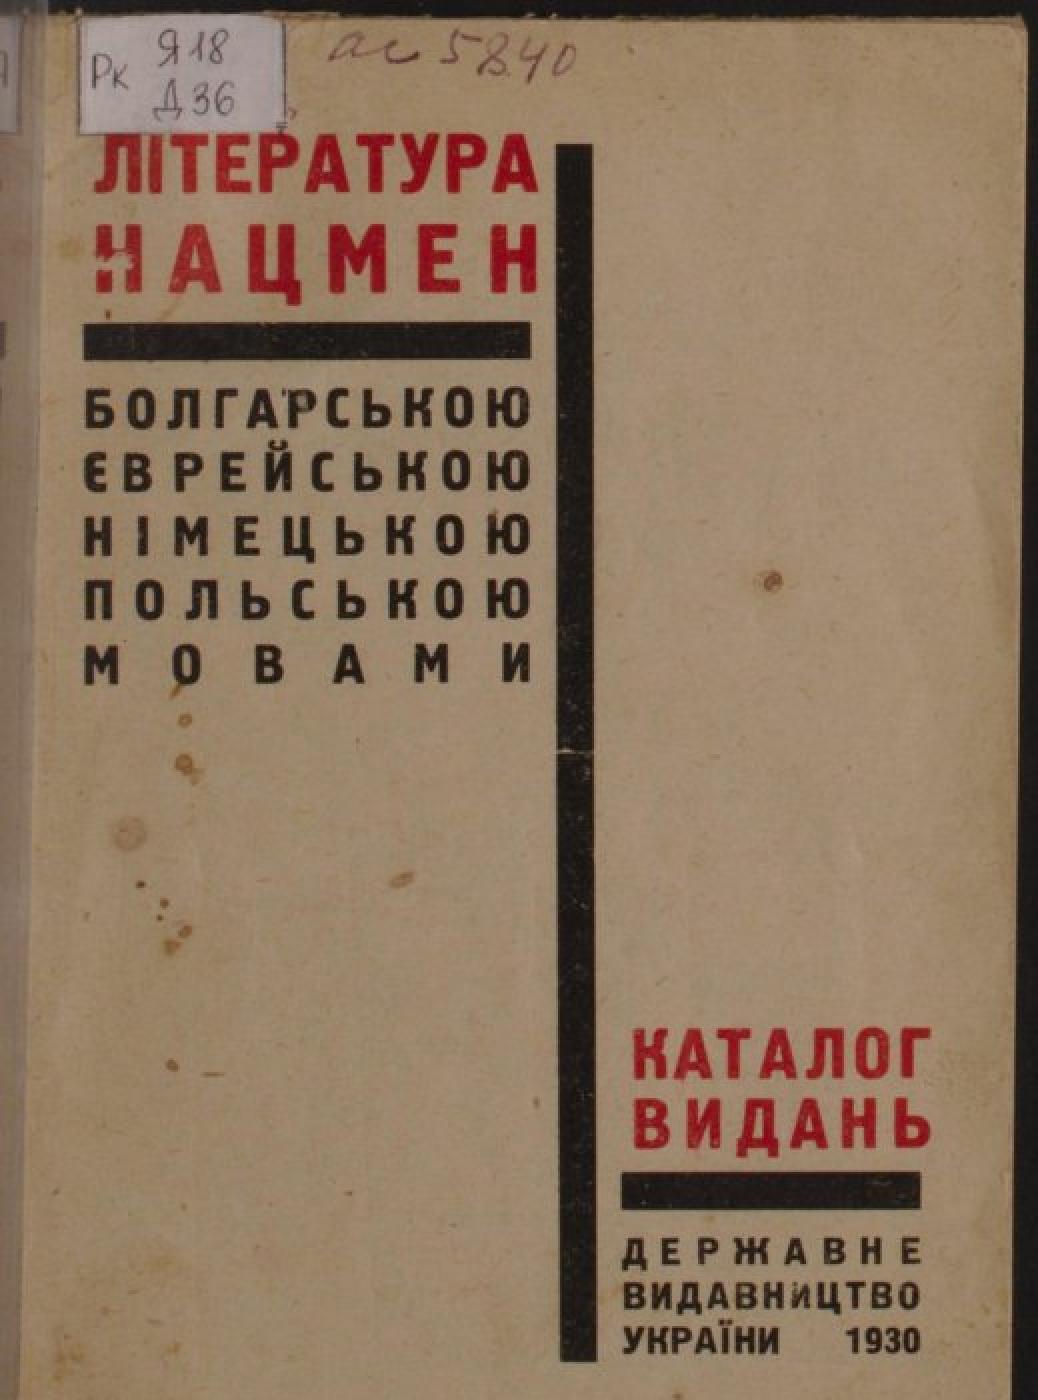 Рк Я18
Д36
ас 5840
ЛІТЕРАТУРА
НАЦМЕН
БОЛГАРСЬКОЮ
ЄВРЕЙСЬКОЮ
НІМЕЦЬКОЮ
ПОЛЬСЬКОЮ
МОВАМИ
КАТАЛОГ
ВИДАНЬ
ДЕРЖАВНЕ
ВИДАВНИЦТВО
УКРАЇНИ 1930